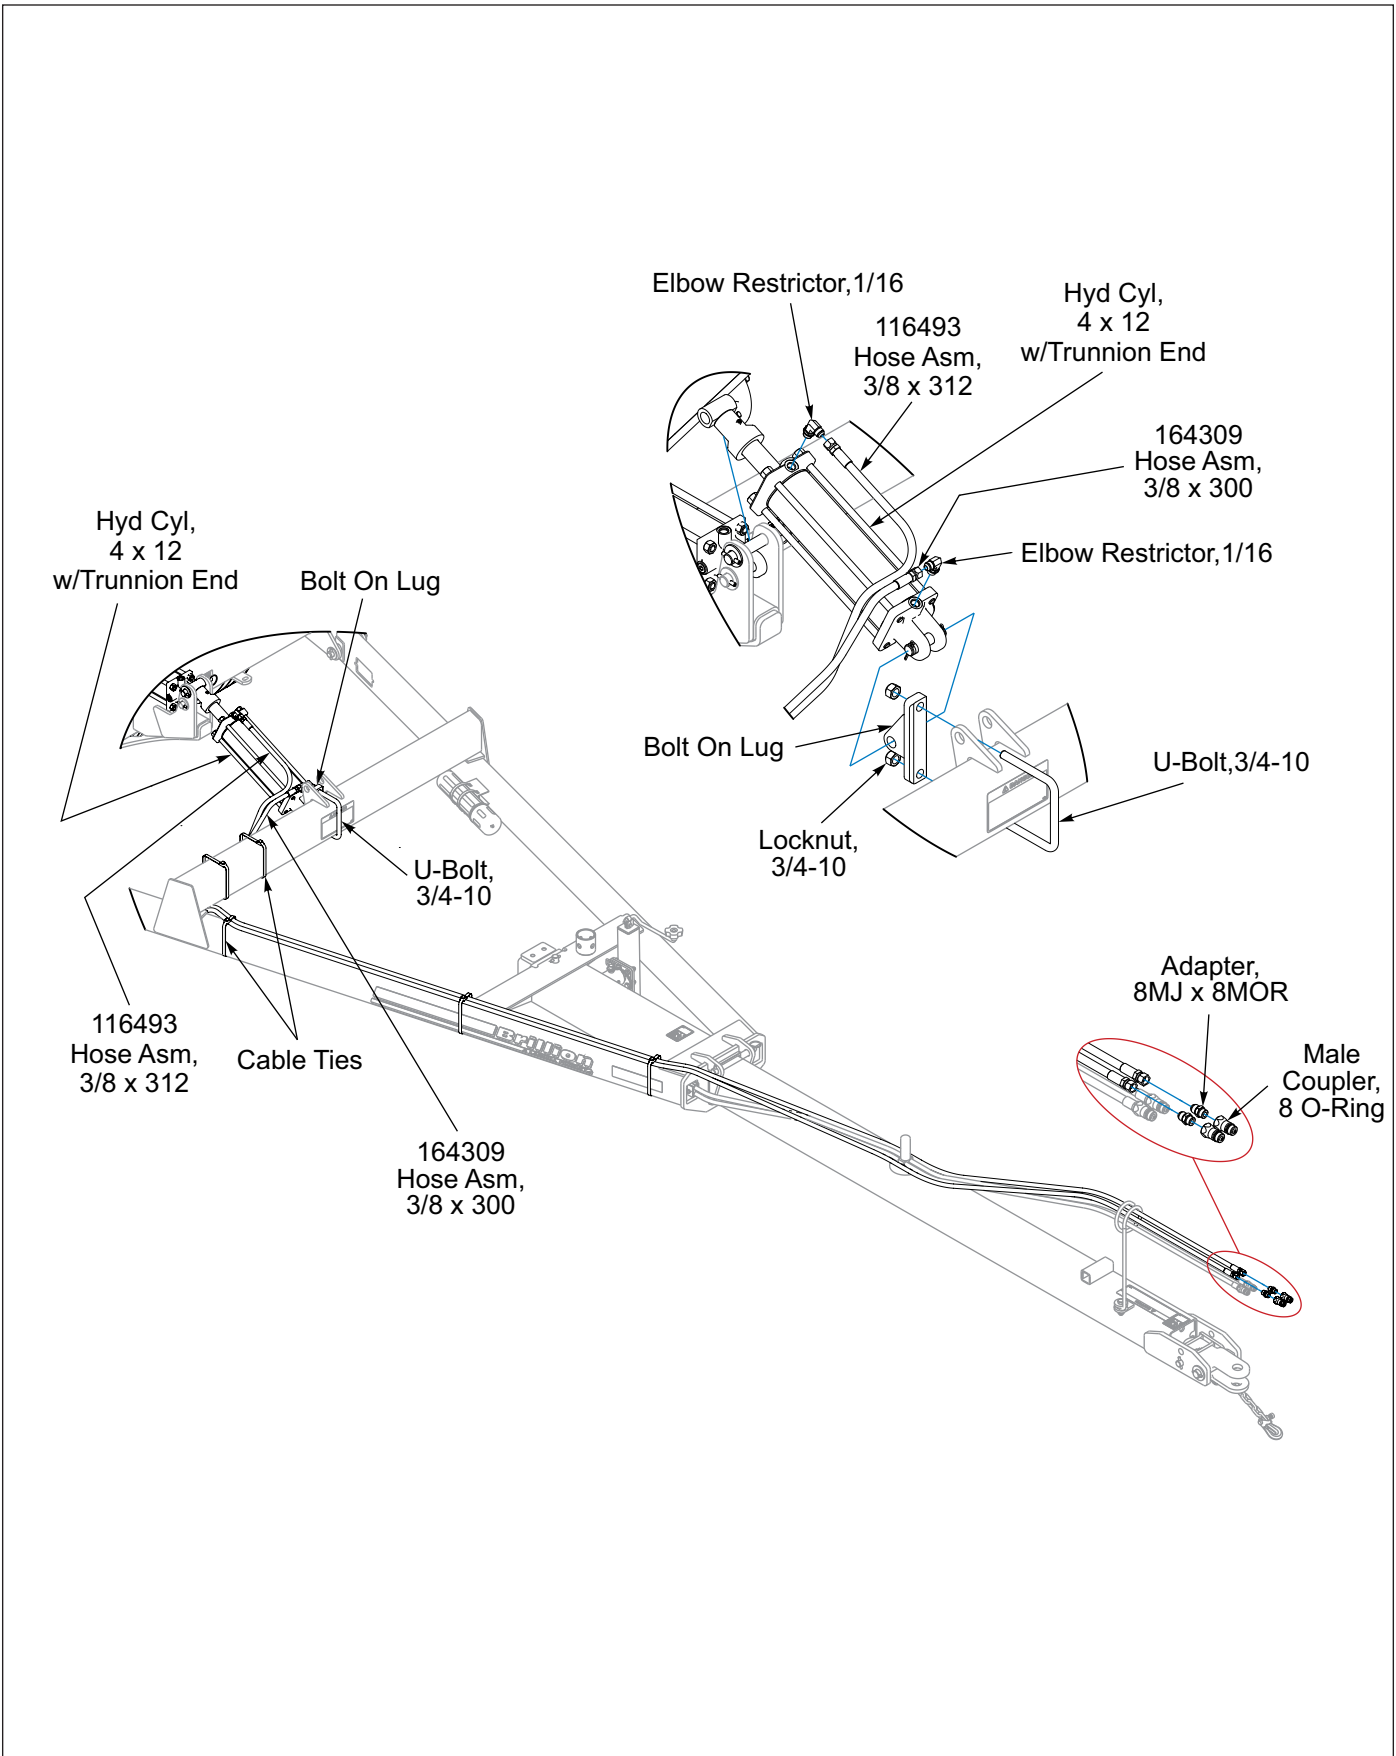 Elbow Restrictor,1/16
116493
Hose Asm,
3/8 x 312
Hyd Cyl,
4 x 12
w/Trunnion End
164309
Hose Asm,
3/8 x 300
Elbow Restrictor,1/16
Hyd Cyl,
4 x 12
w/Trunnion End
Bolt On Lug
Bolt On Lug
U-Bolt,3/4-10
Locknut,
3/4-10
U-Bolt,
3/4-10
Adapter,
8MJ x 8MOR
Male
Coupler,
8 O-Ring
116493
Hose Asm,
3/8 x 312
Cable Ties
Brillion
164309
Hose Asm,
3/8 x 300